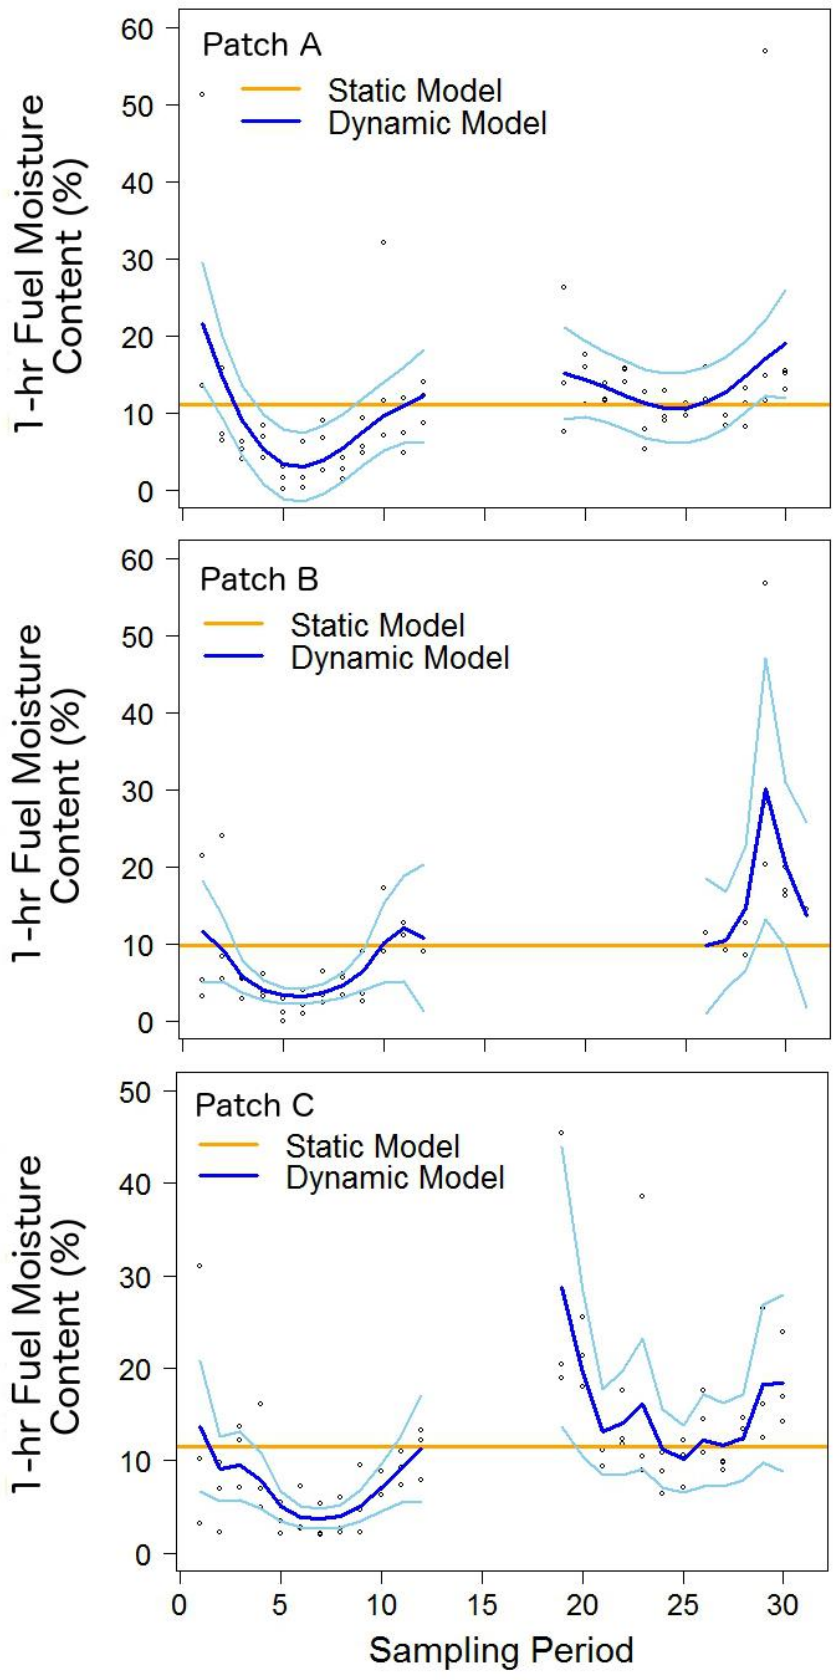 Patch A
Static Model
Dynamic Model
1-hr Fuel Moisture
Content (%)
60
50
40
30
20
10
0
Patch B
Static Model
Dynamic Model
1-hr Fuel Moisture
Content (%)
60
50
40
30
20
10
0
Patch C
Static Model
Dynamic Model
1-hr Fuel Moisture
Content (%)
50
40
30
20
10
0
0 5 10 15 20 25 30
Sampling Period